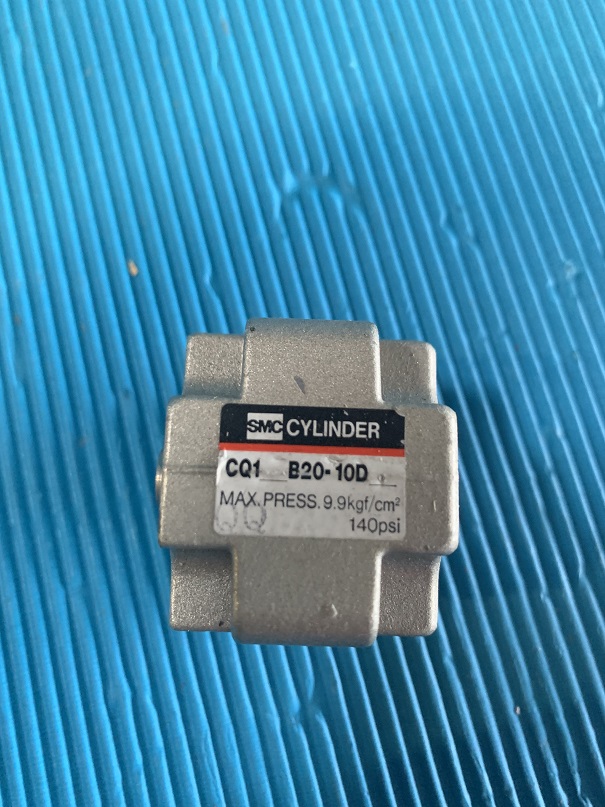 SMC CYLINDER
CQ1 B20-10D
MAX.PRESS.9.9kgf/cm²
140psi